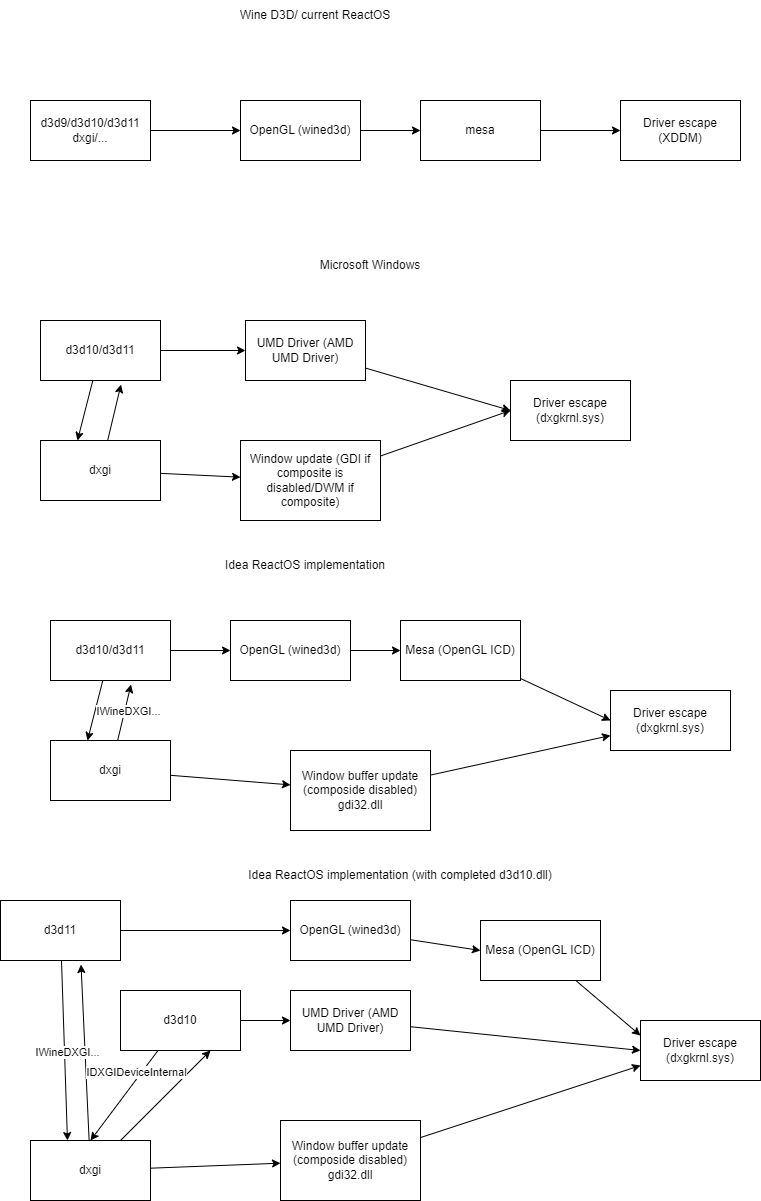 Wine D3D/ current ReactOS
d3d9/d3d10/d3d11
dxgi/...
OpenGL (wined3d)
mesa
Driver escape
(XDDM)
Microsoft Windows
d3d10/d3d11
UMD Driver (AMD
UMD Driver)
Driver escape
(dxgkrnl.sys)
dxgi
Window update (GDI if
composite is
disabled/DWM if
composite)
Idea ReactOS implementation
d3d10/d3d11
OpenGL (wined3d)
Mesa (OpenGL ICD)
IWineDXGI...
Driver escape
(dxgkrnl.sys)
dxgi
Window buffer update
(composide disabled)
gdi32.dll
Idea ReactOS implementation (with completed d3d10.dll)
d3d11
OpenGL (wined3d)
Mesa (OpenGL ICD)
d3d10
UMD Driver (AMD
UMD Driver)
Driver escape
(dxgkrnl.sys)
IWineDXGI...
IDXGIDeviceInternal
dxgi
Window buffer update
(composide disabled)
gdi32.dll